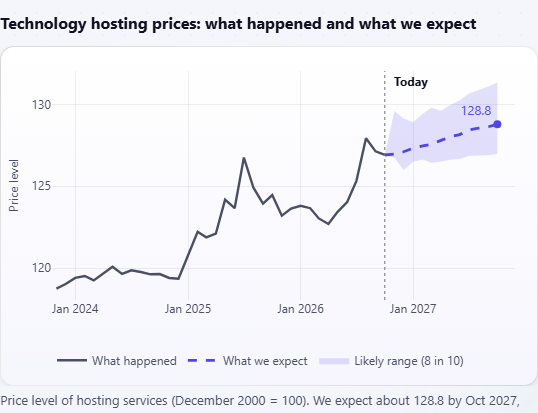 Technology hosting prices: what happened and what we expect
Today
130
128.8
125
120
Price level
Jan 2024
Jan 2025
Jan 2026
Jan 2027
What happened
What we expect
Likely range (8 in 10)
Price level of hosting services (December 2000 = 100). We expect about 128.8 by Oct 2027,